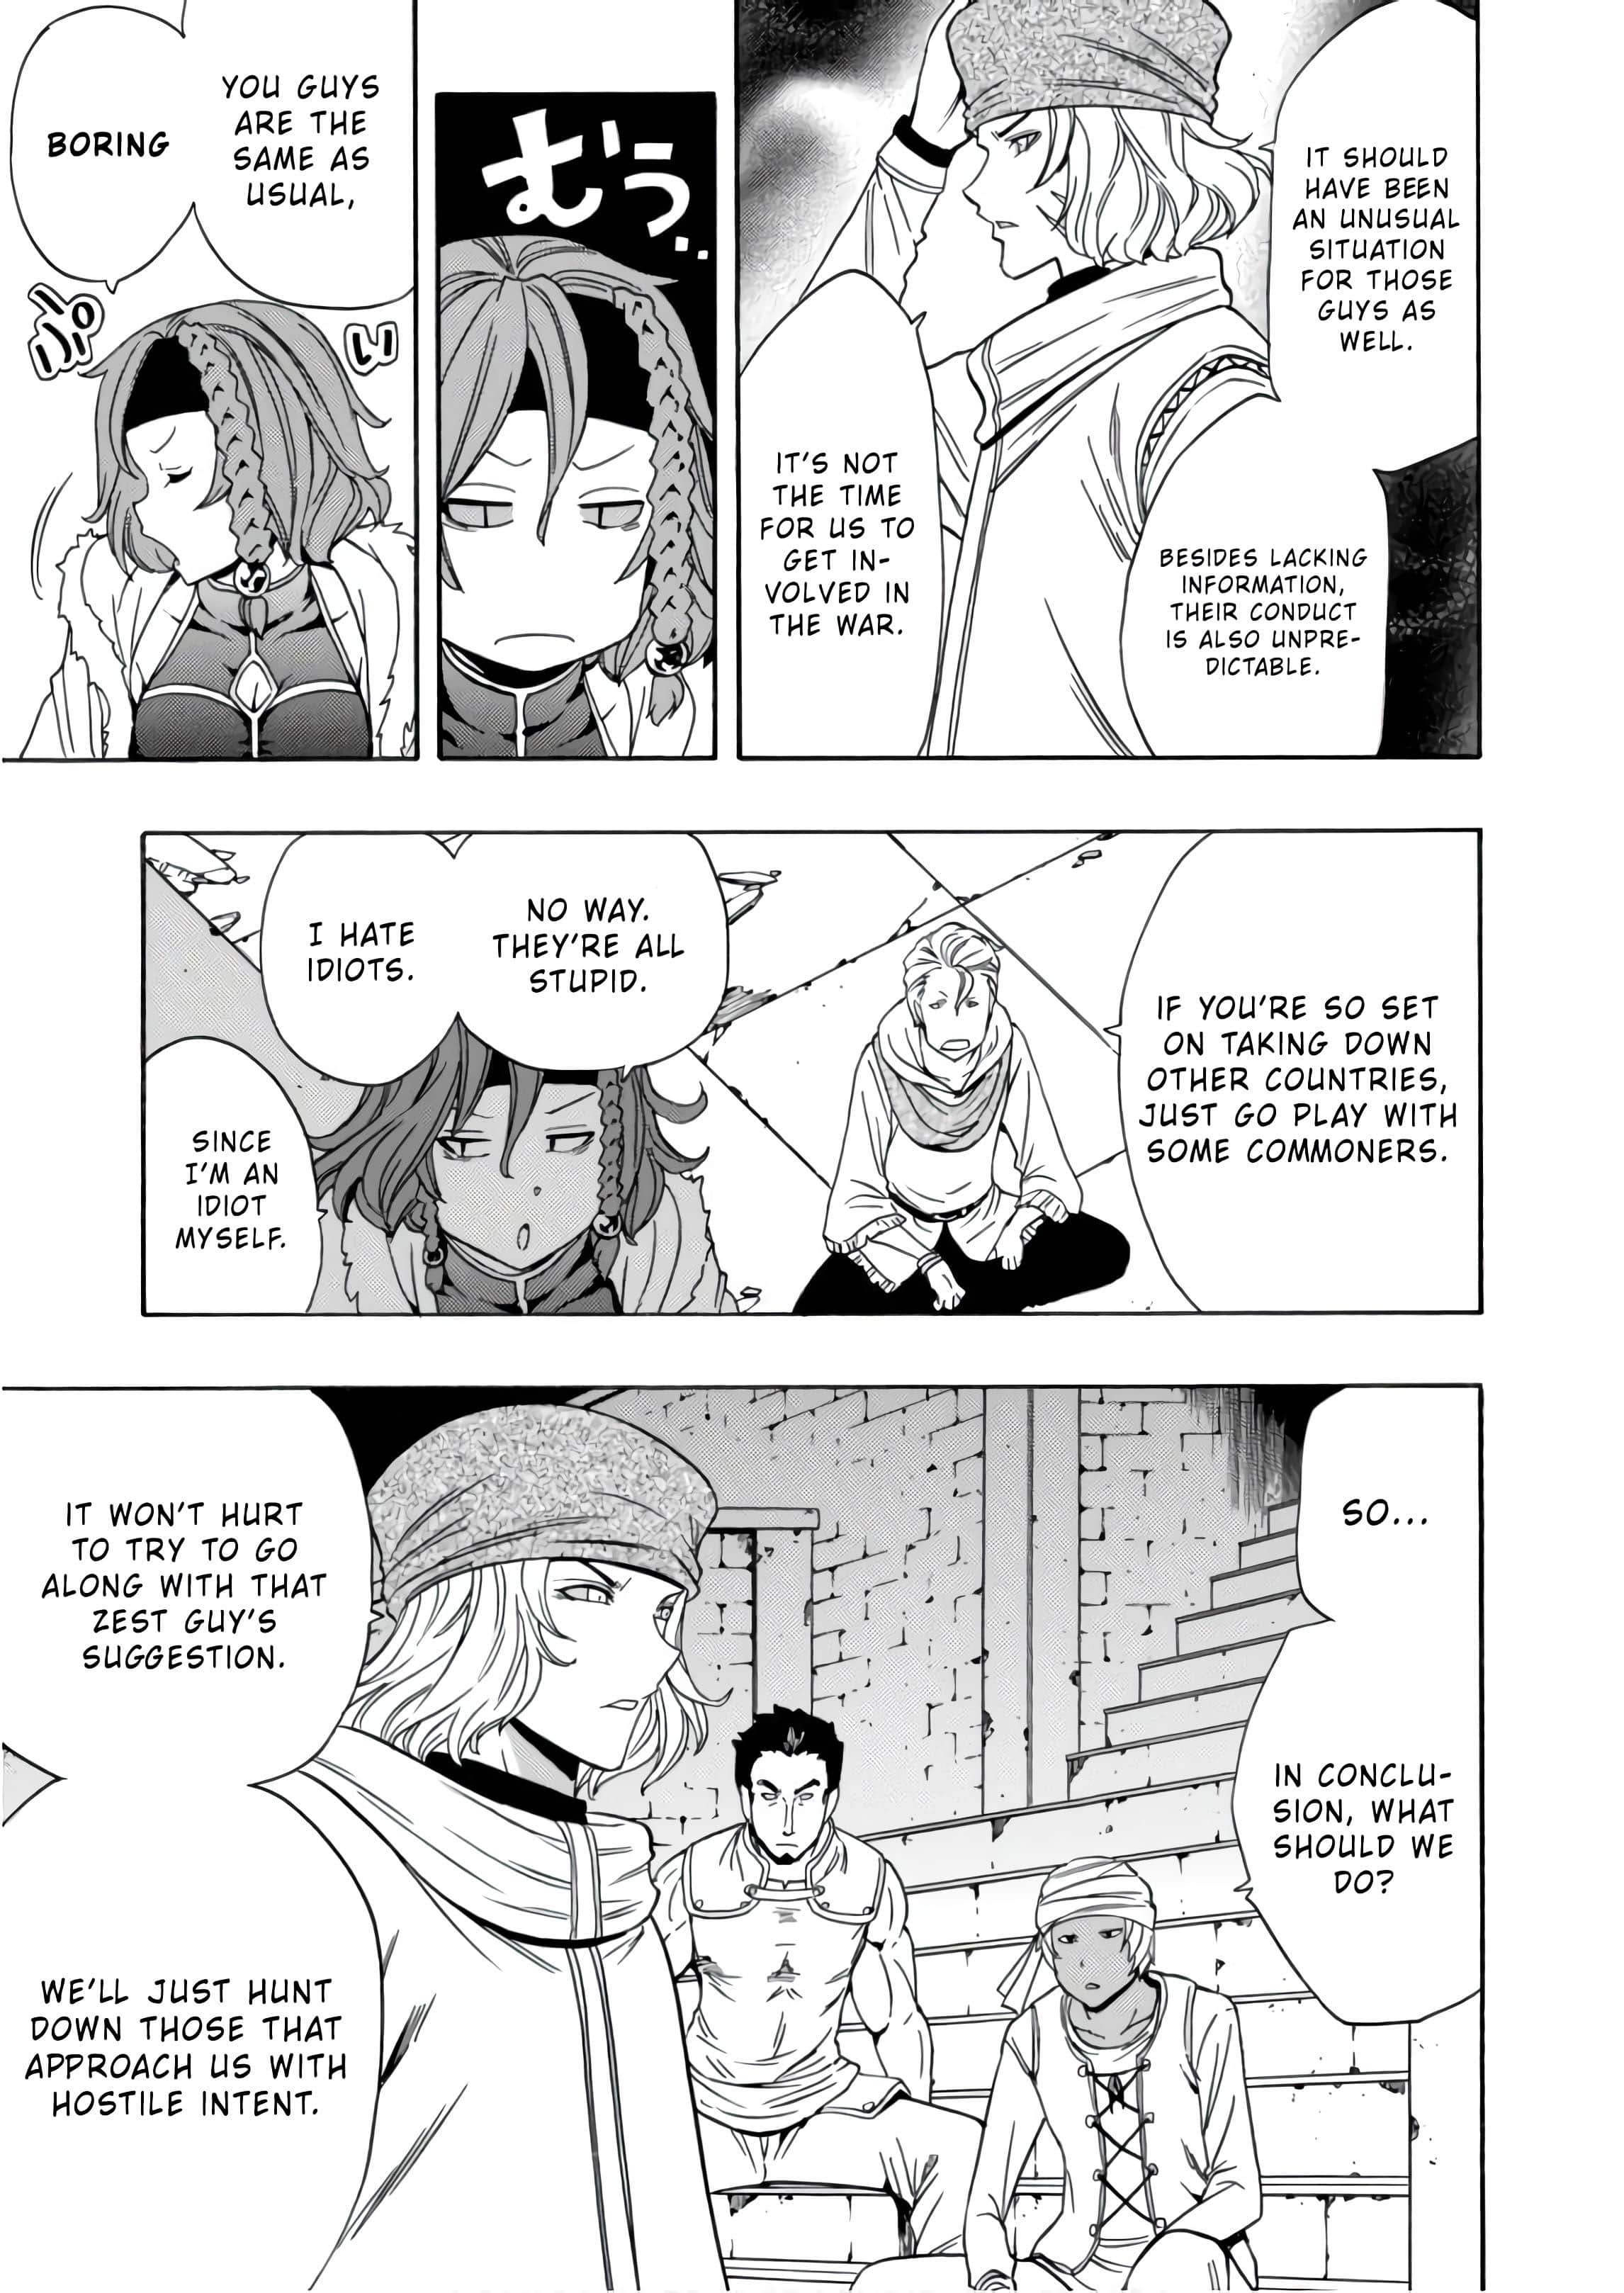 IT SHOULD
HAVE BEEN
AN UNUSUAL
SITUATION
FOR THOSE
GUYS AS
WELL.
BESIDES LACKING
INFORMATION,
THEIR CONDUCT
IS ALSO UNPRE-
DICTABLE.
IT'S NOT
THE TIME
FOR US TO
GET IN-
VOLVED IN
THE WAR.
むぅ..
YOU GUYS
ARE THE
SAME AS
USUAL,
BORING
ぷい
IF YOU'RE SO SET
ON TAKING DOWN
OTHER COUNTRIES,
JUST GO PLAY WITH
SOME COMMONERS.
NO WAY.
THEY'RE ALL
STUPID.
I HATE
IDIOTS.
SINCE
I'M AN
IDIOT
MYSELF.
SO...
IN CONCLU-
SION, WHAT
SHOULD WE
DO?
IT WON'T HURT
TO TRY TO GO
ALONG WITH THAT
ZEST GUY'S
SUGGESTION.
WE'LL JUST HUNT
DOWN THOSE THAT
APPROACH US WITH
HOSTILE INTENT.